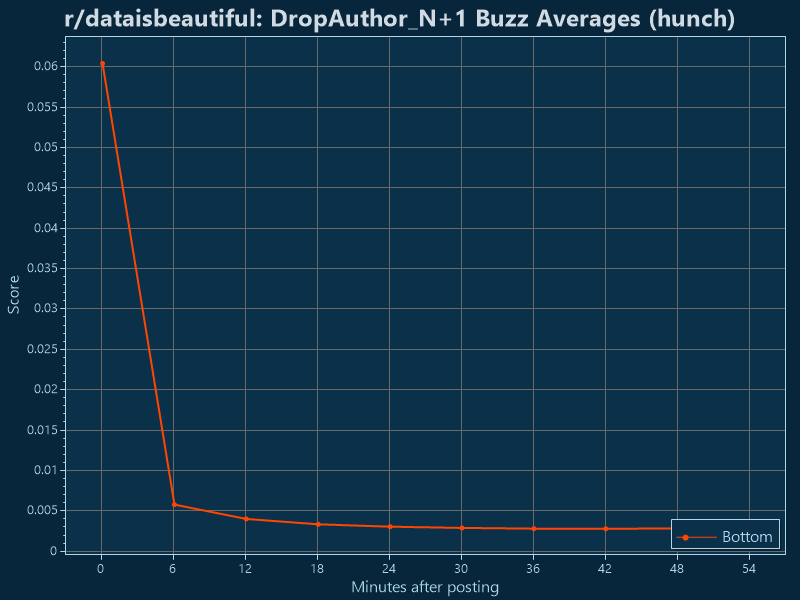 r/dataisbeautiful: DropAuthor_N+1 Buzz Averages (hunch)
0.06
0.055
0.05
0.045
0.04
0.035
0.03
0.025
0.02
0.015
0.01
0.005
0
Score
Bottom
0 6 12 18 24 30 36 42 48 54
Minutes after posting